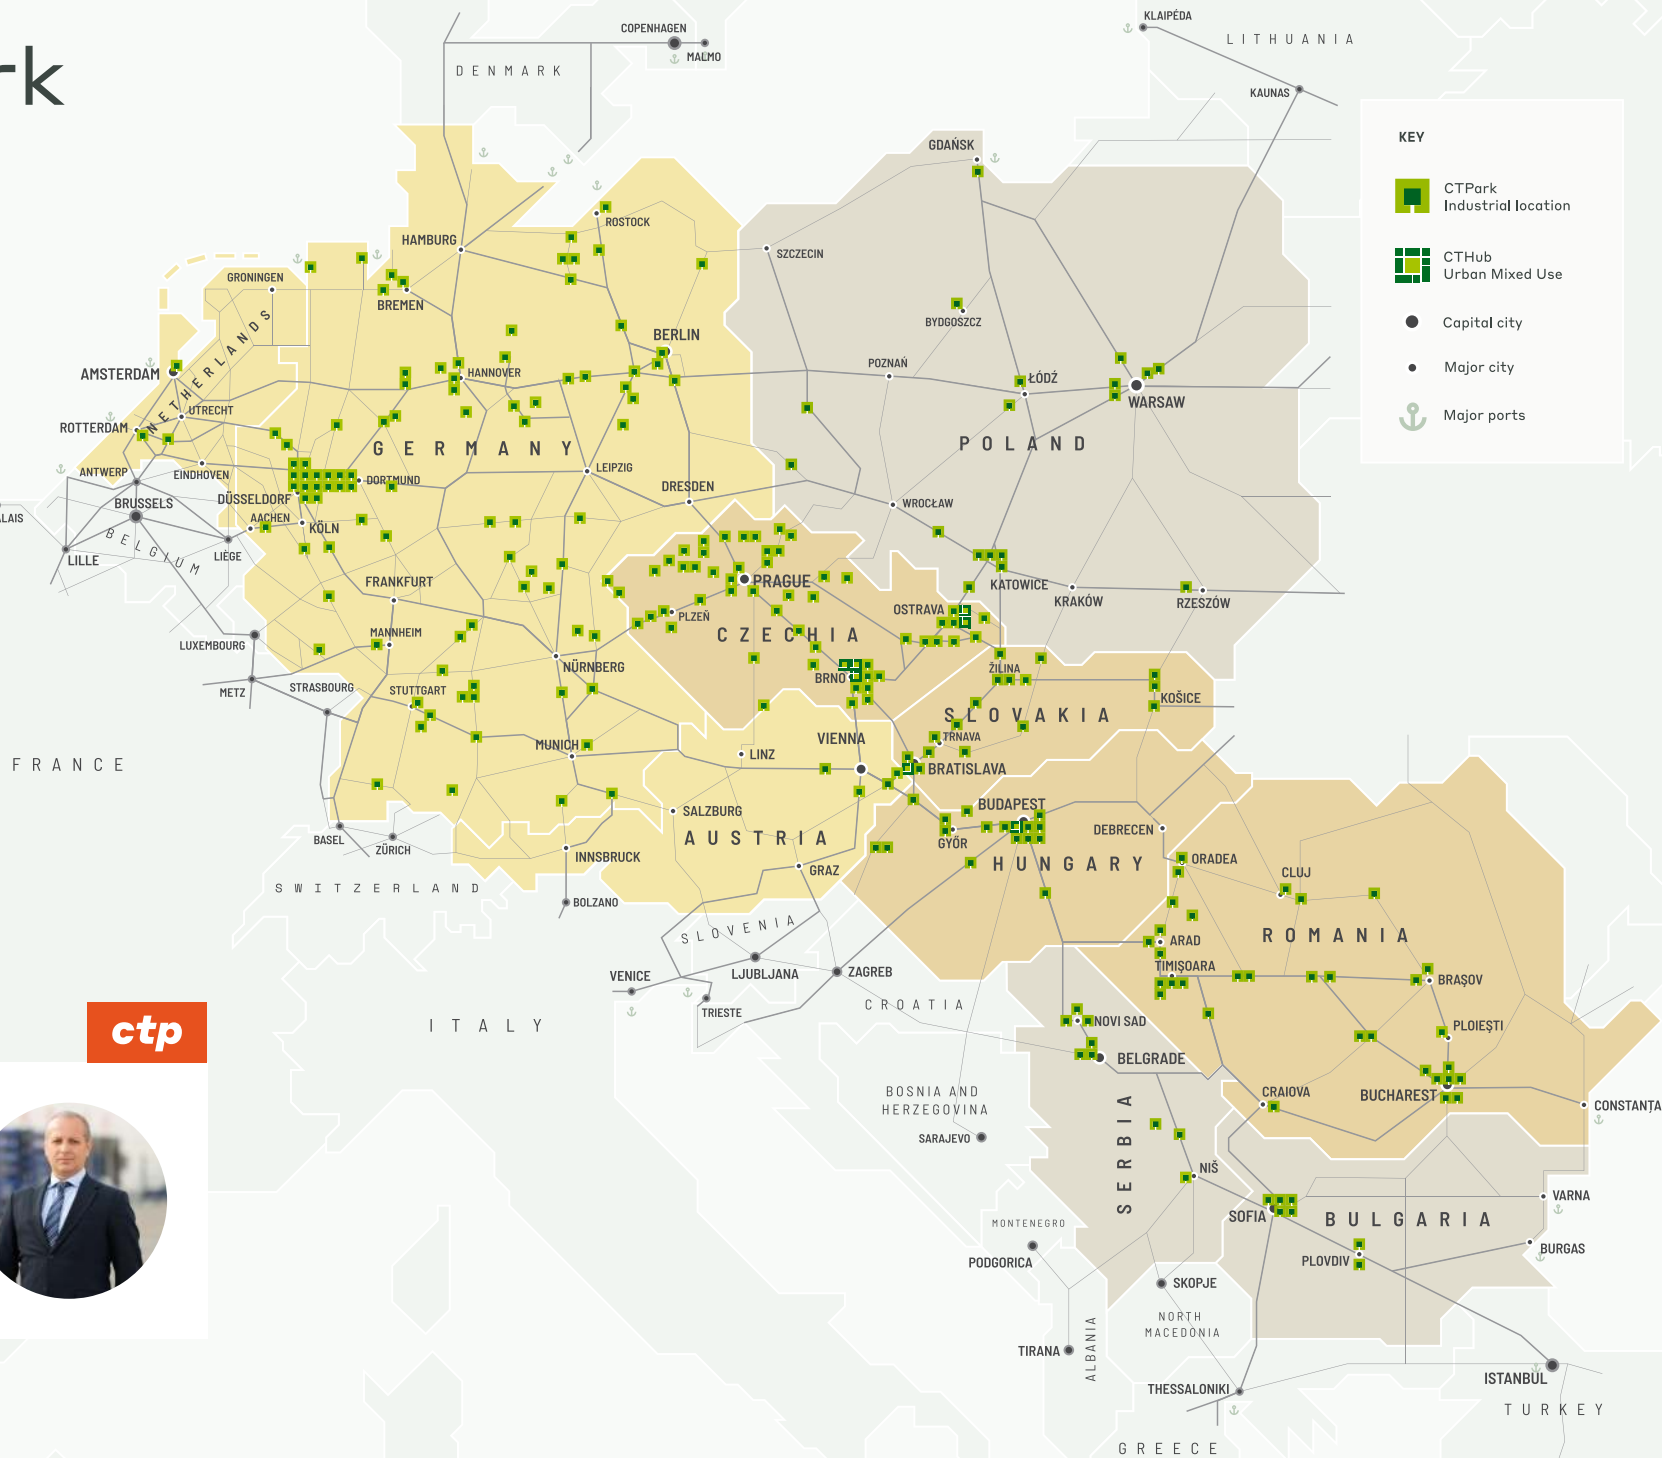 rk
KLAIPÉDA
LITHUANIA
COPENHAGEN
MALMO
DENMARK
KAUNAS
KEY
CTPark
Industrial location
CTHub
Urban Mixed Use
Capital city
Major city
Major ports
GDAŃSK
ROSTOCK
HAMBURG
SZCZECIN
GRONINGEN
BREMEN
BYDGOSZCZ
BERLIN
NETHERLANDS
AMSTERDAM
HANNOVER
POZNAŃ
ŁÓDŹ
WARSAW
UTRECHT
ROTTERDAM
GERMANY
POLAND
ANTWERP
EINDHOVEN
DORTMUND
LEIPZIG
DRESDEN
BRUSSELS
DÜSSELDORF
WROCŁAW
ALAIS
AACHEN
KÖLN
BELGIUM
LIÈGE
LILLE
FRANKFURT
PRAGUE
KATOWICE
KRAKÓW
RZESZÓW
OSTRAVA
PLZEŇ
CZECHIA
MANNHEIM
LUXEMBOURG
NÜRNBERG
ŽILINA
BRNO
METZ
STRASBOURG
STUTTGART
KOŠICE
SLOVAKIA
TRNAVA
VIENNA
MUNICH
LINZ
FRANCE
BRATISLAVA
BUDAPEST
SALZBURG
DEBRECEN
BASEL
ZÜRICH
AUSTRIA
GYÖR
INNSBRUCK
HUNGARY
ORADEA
GRAZ
CLUJ
SWITZERLAND
BOLZANO
SLOVENIA
ARAD
ROMANIA
TIMIȘOARA
VENICE
LJUBLJANA
ZAGREB
BRAȘOV
CROATIA
TRIESTE
NOVI SAD
ITALY
PLOIEȘTI
ctp
BELGRADE
BOSNIA AND
HERZEGOVINA
CRAIOVA
BUCHAREST
CONSTANȚA
SARAJEVO
SERBIA
NIŠ
VARNA
SOFIA
BULGARIA
MONTENEGRO
PODGORICA
PLOVDIV
BURGAS
SKOPJE
NORTH
MACEDONIA
TIRANA
ALBANIA
ISTANBUL
THESSALONIKI
TURKEY
GREECE